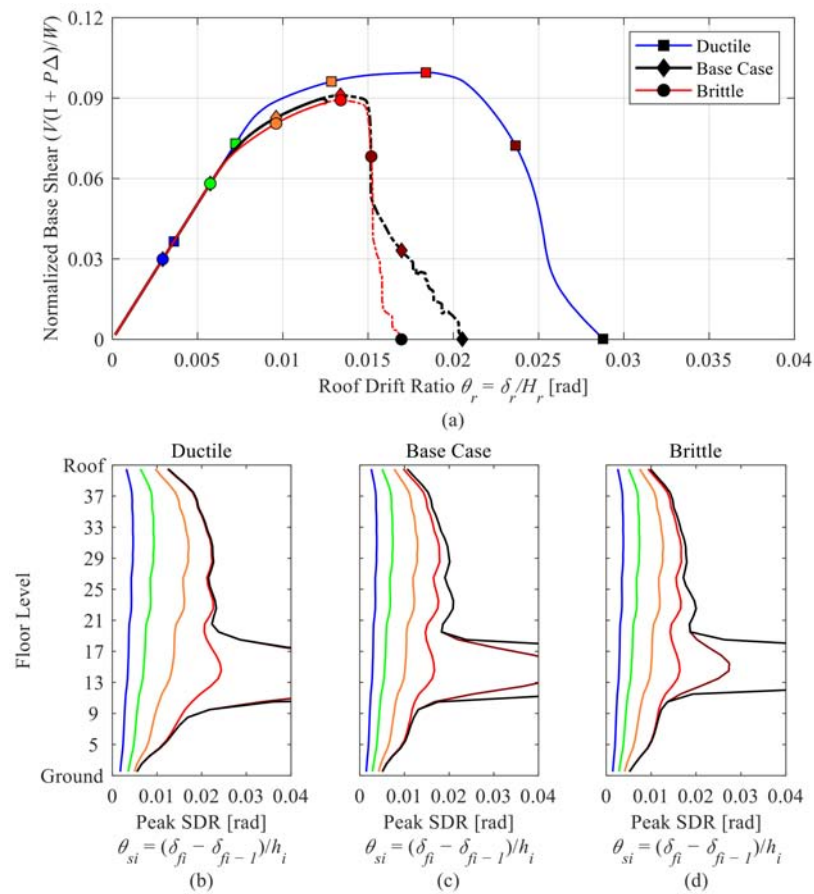 0.12
0.09
0.06
0.03
0
Normalized Base Shear (V(I + PΔ)/W)
Ductile
Base Case
Brittle
0 0.005 0.01 0.015 0.02 0.025 0.03 0.035 0.04
Roof Drift Ratio θr = δr/Hr [rad]
(a)
Ductile Base Case Brittle
Roof
37
33
29
25
21
17
13
9
5
Ground
Floor Level
0 0.01 0.02 0.03 0.04 0 0.01 0.02 0.03 0.04 0 0.01 0.02 0.03 0.04
Peak SDR [rad] Peak SDR [rad] Peak SDR [rad]
θsi = (δfi − δfi − 1)/hi θsi = (δfi − δfi − 1)/hi θsi = (δfi − δfi − 1)/hi
(b) (c) (d)